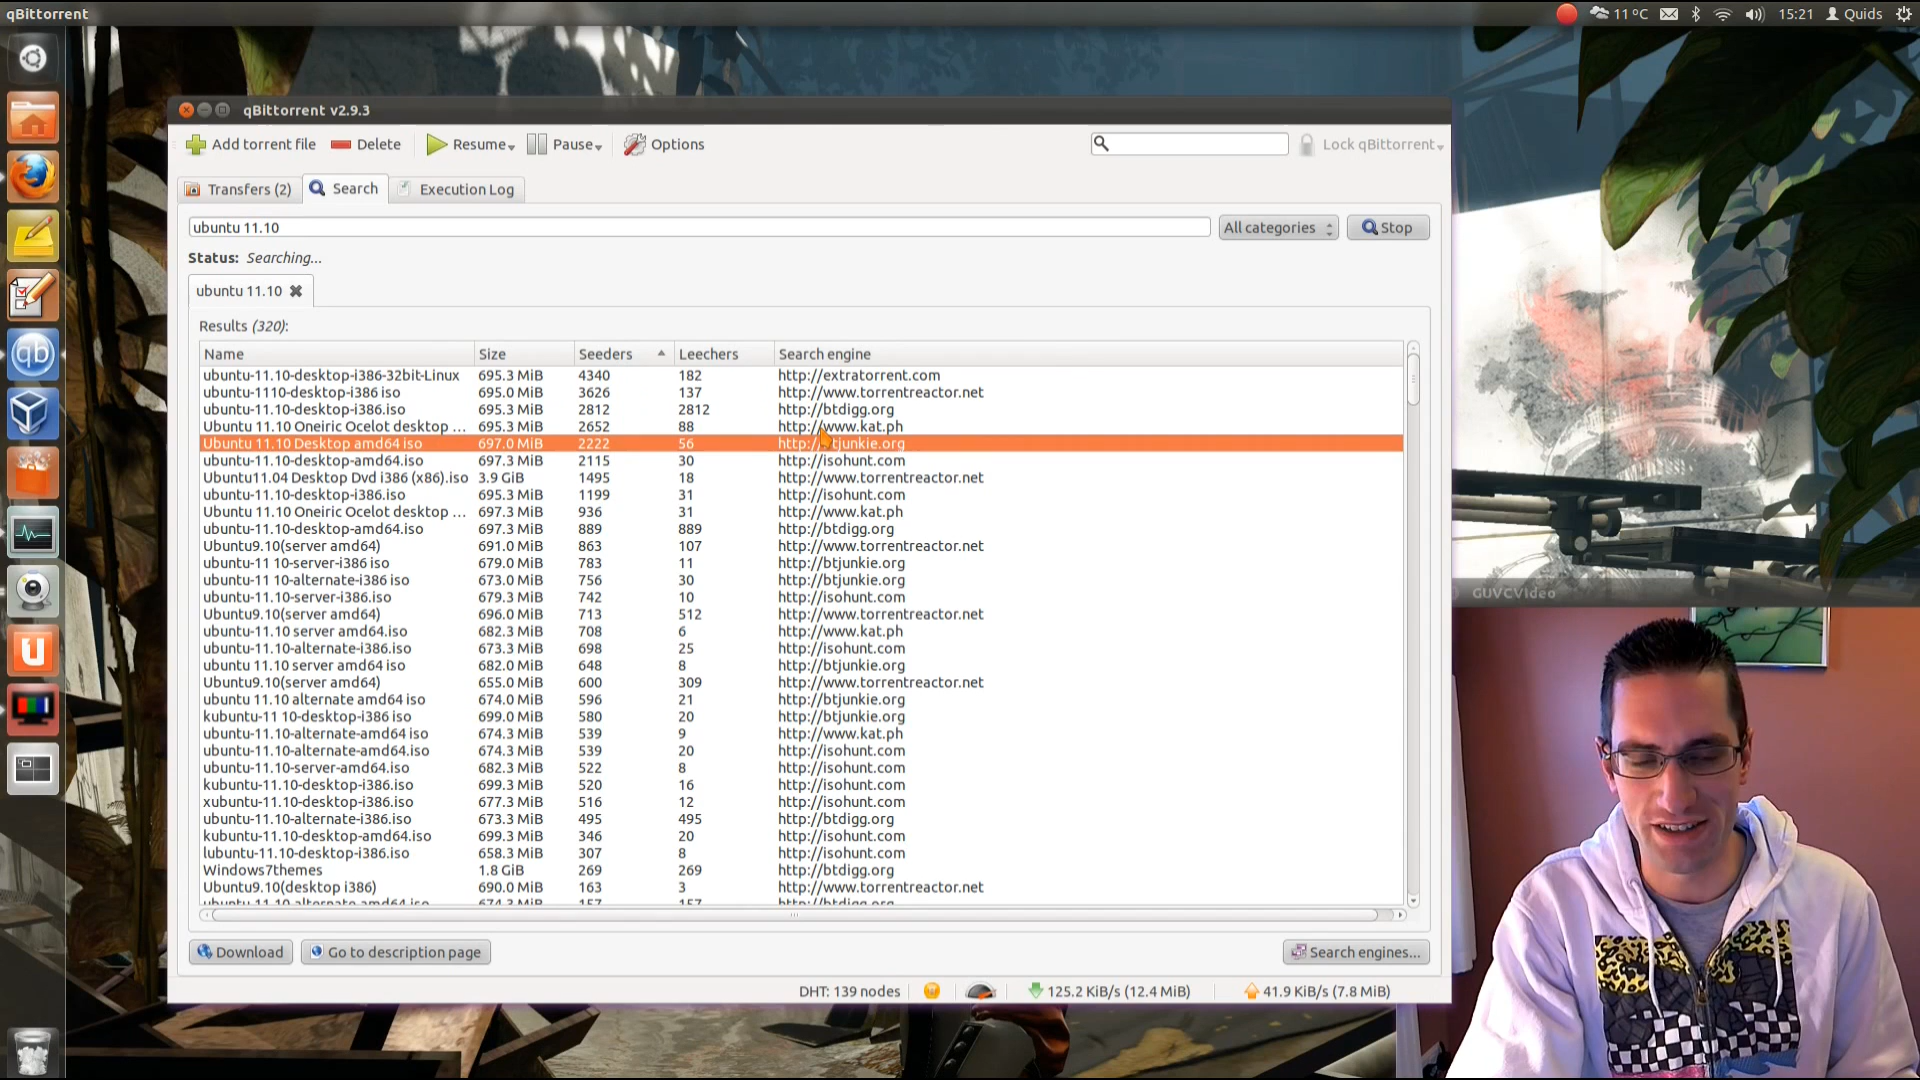 qBittorrent
11 °C
15:21
Quids
qBittorrent v2.9.3
Add torrent file
Delete
Resume
Pause
Options
Lock qBittorrent
Transfers (2)
Search
Execution Log
ubuntu 11.10
All categories
Stop
Status: Searching...
ubuntu 11.10
Results (320):
Name Size Seeders Leechers Search engine
ubuntu-11.10-desktop-i386-32bit-Linux 695.3 MiB 4340 182 http://extratorrent.com
ubuntu-1110-desktop-i386 iso 695.0 MiB 3626 137 http://www.torrentreactor.net
ubuntu-11.10-desktop-i386.iso 695.3 MiB 2812 2812 http://btdigg.org
Ubuntu 11.10 Oneiric Ocelot desktop ... 695.3 MiB 2652 88 http://www.kat.ph
Ubuntu 11.10 Desktop amd64 iso 697.0 MiB 2222 56 http://btjunkie.org
ubuntu-11.10-desktop-amd64.iso 697.3 MiB 2115 30 http://isohunt.com
Ubuntu11.04 Desktop Dvd i386 (x86).iso 3.9 GiB 1495 18 http://www.torrentreactor.net
ubuntu-11.10-desktop-i386.iso 695.3 MiB 1199 31 http://isohunt.com
Ubuntu 11.10 Oneiric Ocelot desktop ... 697.3 MiB 936 31 http://www.kat.ph
ubuntu-11.10-desktop-amd64.iso 697.3 MiB 889 889 http://btdigg.org
Ubuntu9.10(server amd64) 691.0 MiB 863 107 http://www.torrentreactor.net
ubuntu-11 10-server-i386 iso 679.0 MiB 783 11 http://btjunkie.org
ubuntu-11 10-alternate-i386 iso 673.0 MiB 756 30 http://btjunkie.org
ubuntu-11.10-server-i386.iso 679.3 MiB 742 10 http://isohunt.com
Ubuntu9.10(server amd64) 696.0 MiB 713 512 http://www.torrentreactor.net
ubuntu-11.10 server amd64.iso 682.3 MiB 708 6 http://www.kat.ph
ubuntu-11.10-alternate-i386.iso 673.3 MiB 698 25 http://isohunt.com
ubuntu 11.10 server amd64 iso 682.0 MiB 648 8 http://btjunkie.org
Ubuntu9.10(server amd64) 655.0 MiB 600 309 http://www.torrentreactor.net
ubuntu 11.10 alternate amd64 iso 674.0 MiB 596 21 http://btjunkie.org
kubuntu-11 10-desktop-i386 iso 699.0 MiB 580 20 http://btjunkie.org
ubuntu-11.10-alternate-amd64.iso 674.3 MiB 539 9 http://www.kat.ph
ubuntu-11.10-alternate-amd64.iso 674.3 MiB 539 20 http://isohunt.com
ubuntu-11.10-server-amd64.iso 682.3 MiB 522 8 http://isohunt.com
kubuntu-11.10-desktop-i386.iso 699.3 MiB 520 16 http://isohunt.com
xubuntu-11.10-desktop-i386.iso 677.3 MiB 516 12 http://isohunt.com
ubuntu-11.10-alternate-i386.iso 673.3 MiB 495 495 http://btdigg.org
kubuntu-11.10-desktop-amd64.iso 699.3 MiB 346 20 http://isohunt.com
lubuntu-11.10-desktop-i386.iso 658.3 MiB 307 8 http://isohunt.com
Windows7themes 1.8 GiB 269 269 http://btdigg.org
Ubuntu9.10(desktop i386) 690.0 MiB 163 3 http://www.torrentreactor.net
ubuntu-11.10-alternate-amd64.iso 674.3 MiB 157 157 http://btdigg.org
Download
Go to description page
Search engines...
DHT: 139 nodes
125.2 KiB/s (12.4 MiB)
41.9 KiB/s (7.8 MiB)
GUVCVideo